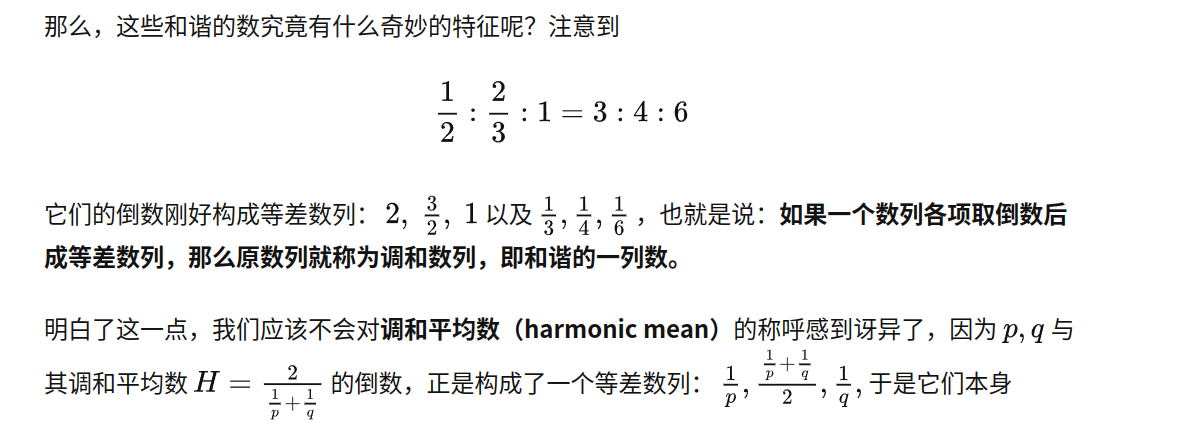 那么，这些和谐的数究竟有什么奇妙的特征呢？注意到
$\frac{1}{2} : \frac{2}{3} : 1 = 3 : 4 : 6$
它们的倒数刚好构成等差数列： $2, \frac{3}{2}, 1$ 以及 $\frac{1}{3}, \frac{1}{4}, \frac{1}{6}$ ，也就是说：如果一个数列各项取倒数后
成等差数列，那么原数列就称为调和数列，即和谐的一列数。
明白了这一点，我们应该不会对调和平均数（harmonic mean）的称呼感到讶异了，因为 $p, q$ 与
其调和平均数 $H = \frac{2}{\frac{1}{p}+\frac{1}{q}}$ 的倒数，正是构成了一个等差数列： $\frac{1}{p}, \frac{\frac{1}{p}+\frac{1}{q}}{2}, \frac{1}{q},$ 于是它们本身